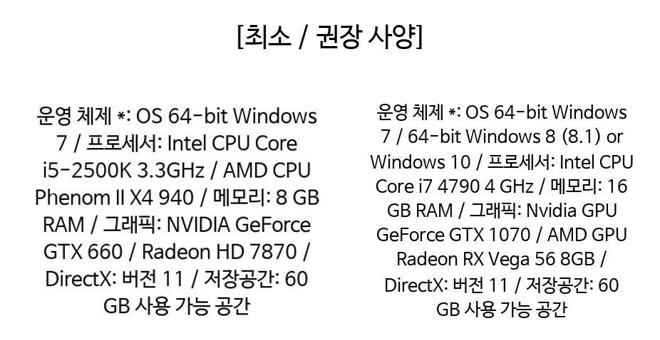 [최소 / 권장 사양]
운영 체제 *: OS 64-bit Windows
7 / 프로세서: Intel CPU Core
i5-2500K 3.3GHz / AMD CPU
Phenom II X4 940 / 메모리: 8 GB
RAM / 그래픽: NVIDIA GeForce
GTX 660 / Radeon HD 7870 /
DirectX: 버전 11 / 저장공간: 60
GB 사용 가능 공간
운영 체제 *: OS 64-bit Windows
7 / 64-bit Windows 8 (8.1) or
Windows 10 / 프로세서: Intel CPU
Core i7 4790 4 GHz / 메모리: 16
GB RAM / 그래픽: Nvidia GPU
GeForce GTX 1070 / AMD GPU
Radeon RX Vega 56 8GB /
DirectX: 버전 11 / 저장공간: 60
GB 사용 가능 공간